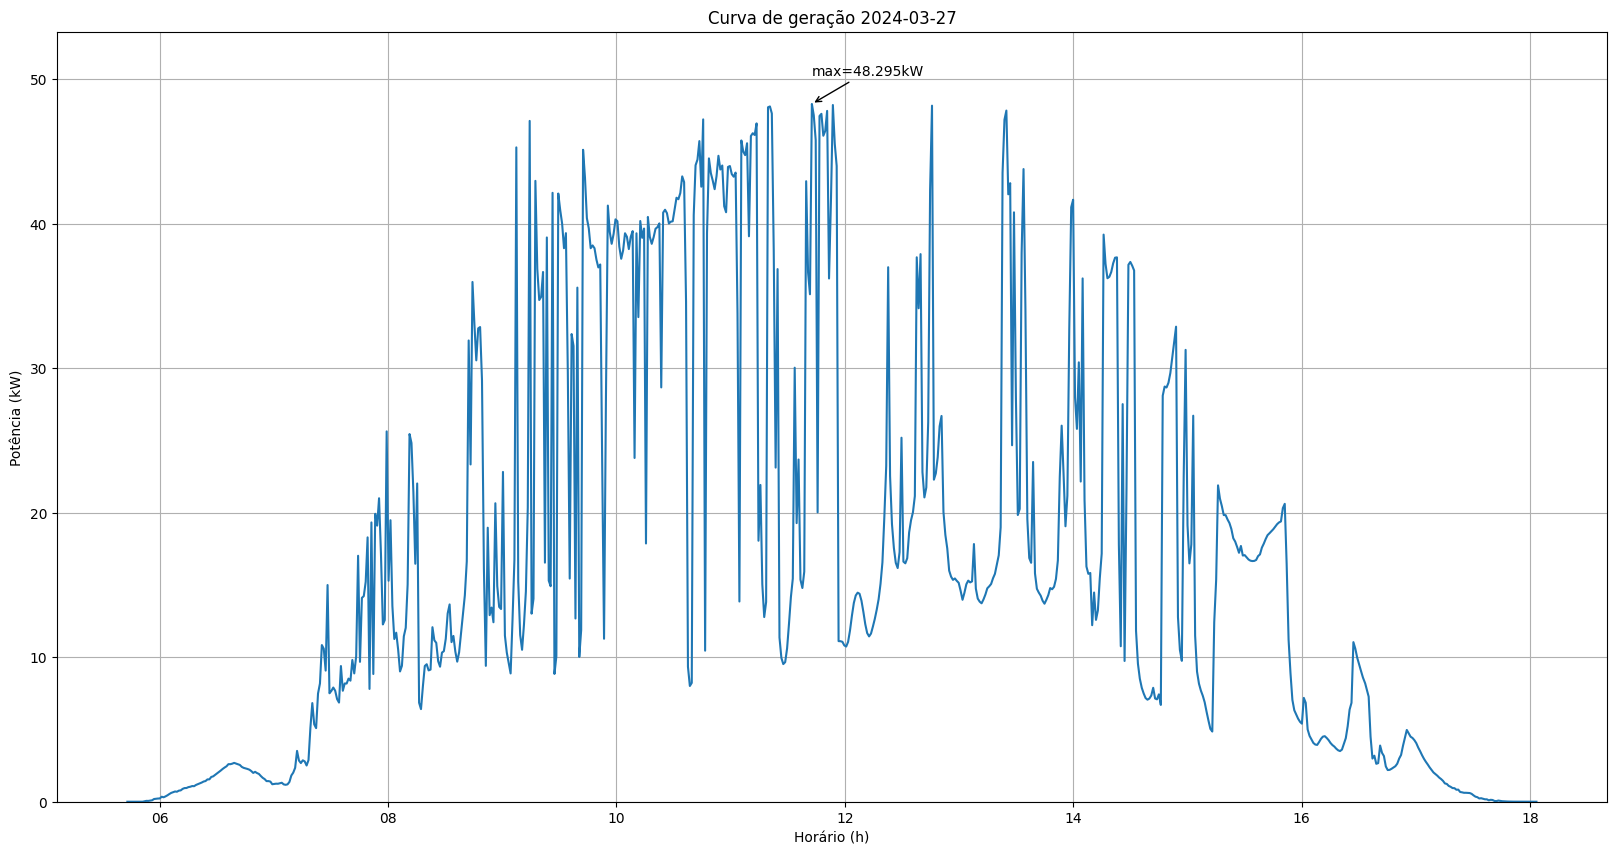 Curva de geração 2024-03-27
max=48.295kW
50
40
30
20
10
0
Potência (kW)
06 08 10 12 14 16 18
Horário (h)